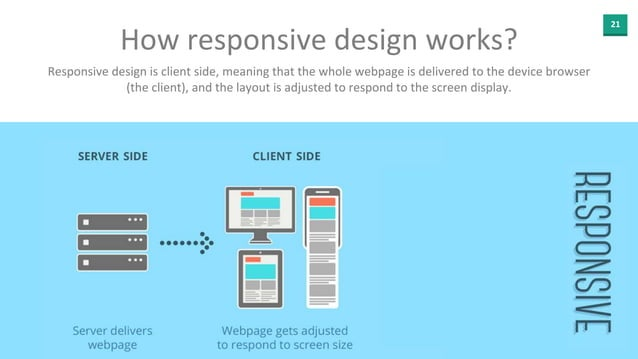 21
How responsive design works?
Responsive design is client side, meaning that the whole webpage is delivered to the device browser
(the client), and the layout is adjusted to respond to the screen display.
SERVER SIDE
CLIENT SIDE
RESPONSIVE
Server delivers
webpage
Webpage gets adjusted
to respond to screen size